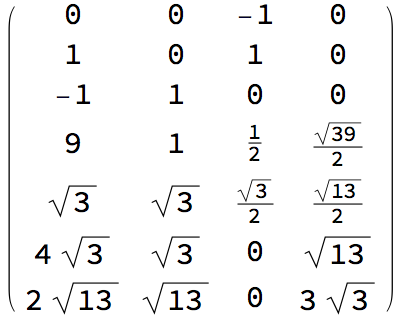 0 0 -1 0
1 0 1 0
-1 1 0 0
9 1 1/2 √39/2
√3 √3 √3/2 √13/2
4 √3 √3 0 √13
2 √13 √13 0 3 √3